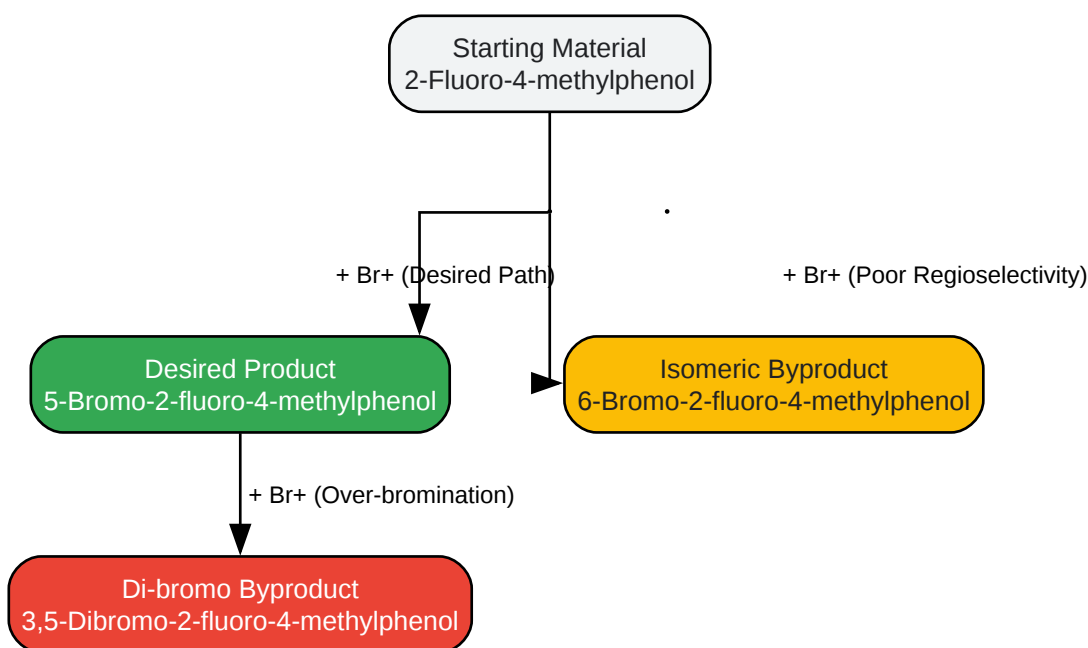 Starting Material
2-Fluoro-4-methylphenol
+ Br+ (Desired Path)
+ Br+ (Poor Regioselectivity)
Desired Product
5-Bromo-2-fluoro-4-methylphenol
Isomeric Byproduct
6-Bromo-2-fluoro-4-methylphenol
+ Br+ (Over-bromination)
Di-bromo Byproduct
3,5-Dibromo-2-fluoro-4-methylphenol